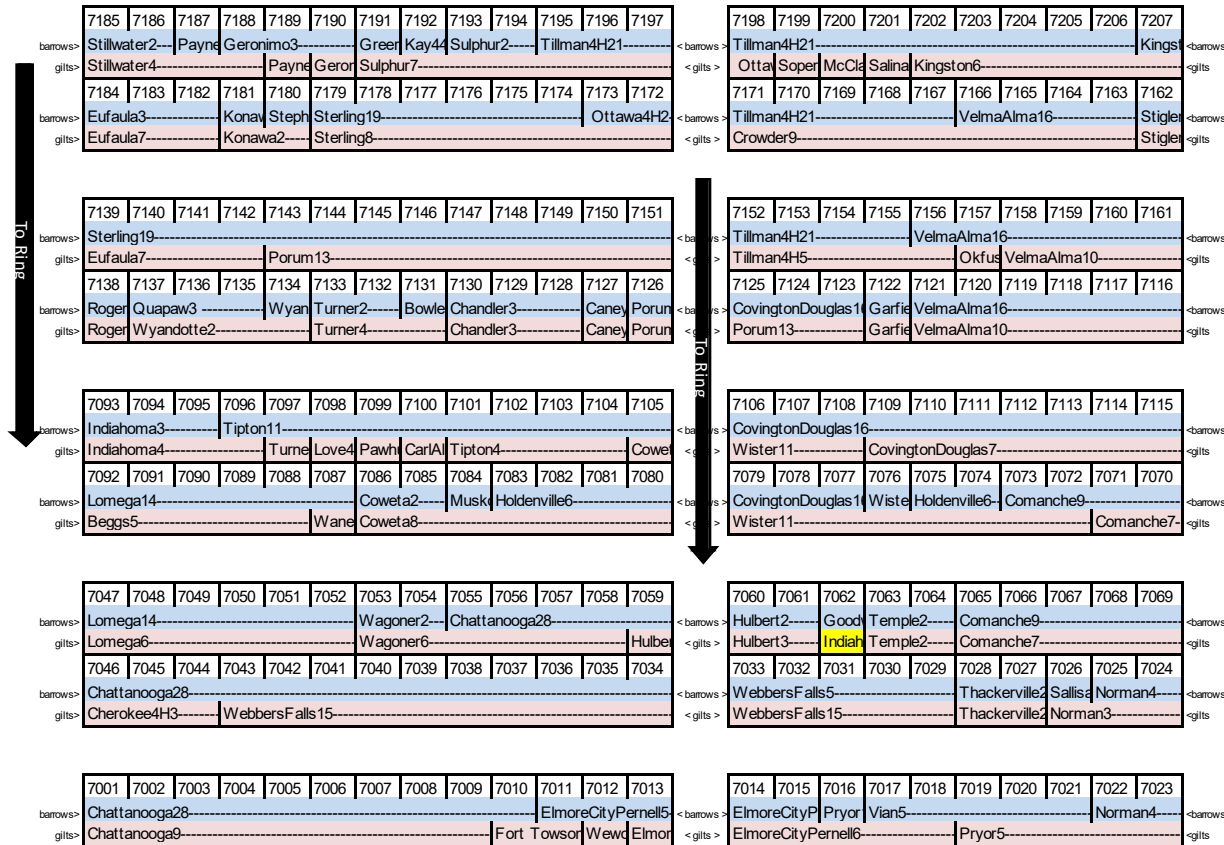 7185 7186 7187 7188 7189 7190 7191 7192 7193 7194 7195 7196 7197 7198 7199 7200 7201 7202 7203 7204 7205 7206 7207
barrows> Stillwater2--- Payne Geronimo3----------- Green Kay44 Sulphur2--- Tillman4H21----------- < barrows > Tillman4H21----------- Kingst <barrows
gilts> Stillwater4----------- Payne Geron Sulphur7----------- < gilts > Ottaw Soper McCla Salina Kingston6----------- <gilts
7184 7183 7182 7181 7180 7179 7178 7177 7176 7175 7174 7173 7172 7171 7170 7169 7168 7167 7166 7165 7164 7163 7162
barrows> Eufaula3----------- Konaw Steph Sterling19----------- Ottawa4H2- < barrows > Tillman4H21----------- VelmaAlma16----------- Stigler <barrows
gilts> Eufaula7----------- Konawa2--- Sterling8----------- < gilts > Crowder9----------- Stigler <gilts
To Ring
7139 7140 7141 7142 7143 7144 7145 7146 7147 7148 7149 7150 7151 7152 7153 7154 7155 7156 7157 7158 7159 7160 7161
barrows> Sterling19----------- < barrows > Tillman4H21----------- VelmaAlma16----------- <barrows
gilts> Eufaula7----------- Porum13----------- < gilts > Tillman4H5----------- Okfus VelmaAlma10----------- <gilts
7138 7137 7136 7135 7134 7133 7132 7131 7130 7129 7128 7127 7126 7125 7124 7123 7122 7121 7120 7119 7118 7117 7116
barrows> Roger Quapaw3 ----------- Wyan Turner2----------- Bowle Chandler3----------- Caney Porun < barrows > CovingtonDouglas16 Garfie VelmaAlma16----------- <barrows
gilts> Roger Wyandotte2----------- Turner4----------- Chandler3----------- Caney Porun < gilts > Porum13----------- Garfie VelmaAlma10----------- <gilts
To Ring
7093 7094 7095 7096 7097 7098 7099 7100 7101 7102 7103 7104 7105 7106 7107 7108 7109 7110 7111 7112 7113 7114 7115
barrows> Indiahoma3----------- Tipton11----------- < barrows > CovingtonDouglas16----------- <barrows
gilts> Indiahoma4----------- Turne Love4 Pawhu CarlAl Tipton4----------- Cowet < gilts > Wister11----------- CovingtonDouglas7----------- <gilts
7092 7091 7090 7089 7088 7087 7086 7085 7084 7083 7082 7081 7080 7079 7078 7077 7076 7075 7074 7073 7072 7071 7070
barrows> Lomega14----------- Coweta2--- Musk Holdenville6----------- < barrows > CovingtonDouglas16 Wiste Holdenville6- Comanche9----------- <barrows
gilts> Beggs5----------- Wane Coweta8----------- < gilts > Wister11----------- Comanche7- <gilts
7047 7048 7049 7050 7051 7052 7053 7054 7055 7056 7057 7058 7059 7060 7061 7062 7063 7064 7065 7066 7067 7068 7069
barrows> Lomega14----------- Wagoner2--- Chattanooga28----------- < barrows > Hulbert2--- Goodw Temple2--- Comanche9----------- <barrows
gilts> Lomega6----------- Wagoner6----------- Hulber < gilts > Hulbert3--- Indiah Temple2--- Comanche7----------- <gilts
7046 7045 7044 7043 7042 7041 7040 7039 7038 7037 7036 7035 7034 7033 7032 7031 7030 7029 7028 7027 7026 7025 7024
barrows> Chattanooga28----------- < barrows > WebbersFalls5----------- Thackerville2 Sallisa Norman4--- <barrows
gilts> Cherokee4H3--- WebbersFalls15----------- < gilts > WebbersFalls15----------- Thackerville2 Norman3----------- <gilts
7001 7002 7003 7004 7005 7006 7007 7008 7009 7010 7011 7012 7013 7014 7015 7016 7017 7018 7019 7020 7021 7022 7023
barrows> Chattanooga28----------- ElmoreCityPernell5- < barrows > ElmoreCityP Pryor Vian5----------- Norman4--- <barrows
gilts> Chattanooga9----------- Fort Towson Wewo Elmor < gilts > ElmoreCityPernell6----------- Pryor5----------- <gilts